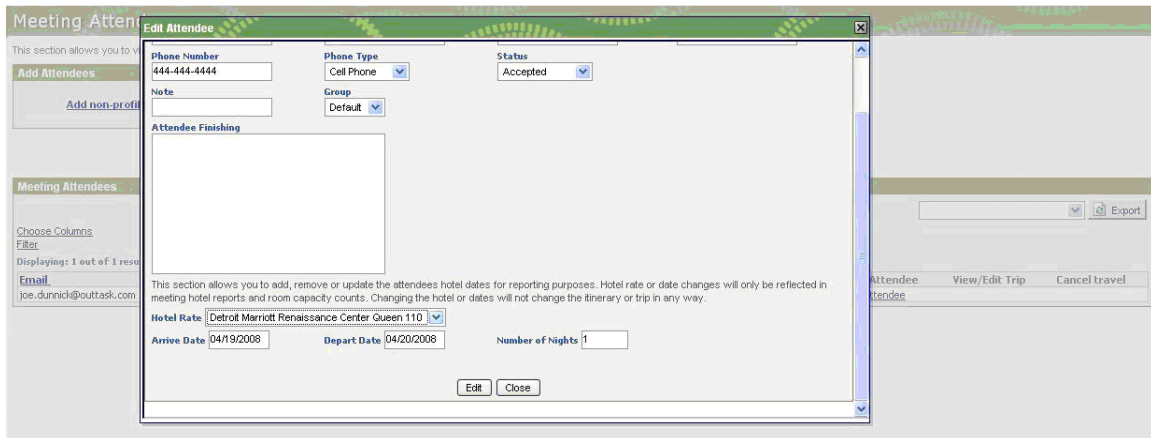 Meeting Atten
Edit Attendee
This section allows you to v
Add Attendees
Add non-profil
Phone Number Phone Type Status
444-444-4444 Cell Phone Accepted
Note Group
Default
Attendee Finishing
Meeting Attendees
Export
Choose Columns
Filter
Displaying: 1 out of 1 resu
Email Attendee View/Edit Trip Cancel travel
joe.dunnick@outtask.com ttendee
This section allows you to add, remove or update the attendees hotel dates for reporting purposes. Hotel rate or date changes will only be reflected in
meeting hotel reports and room capacity counts. Changing the hotel or dates will not change the itinerary or trip in any way.
Hotel Rate Detroit Marriott Renaissance Center Queen 110
Arrive Date 04/19/2008 Depart Date 04/20/2008 Number of Nights 1
Edit Close